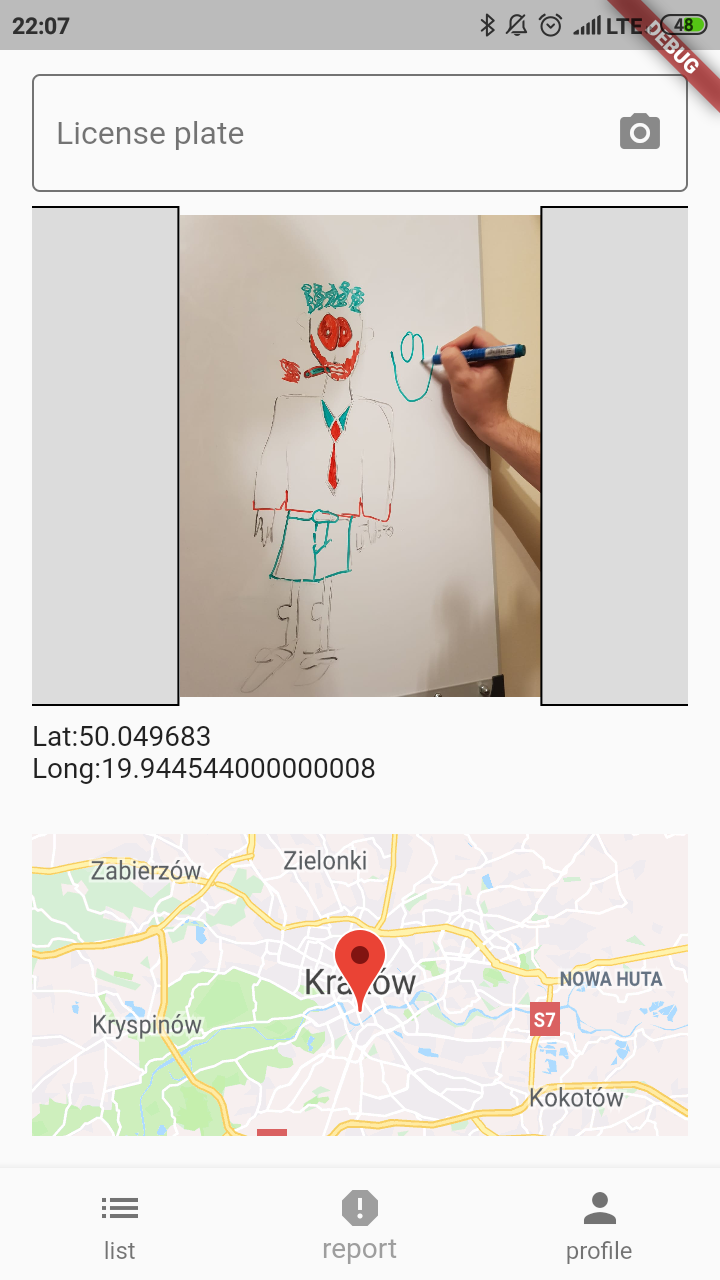 22:07
LTE
48
DEBUG
License plate
Lat:50.049683
Long:19.944544000000008
Zabierzów
Zielonki
Kraków
NOWA HUTA
Kryspinów
S7
Kokotów
list
report
profile